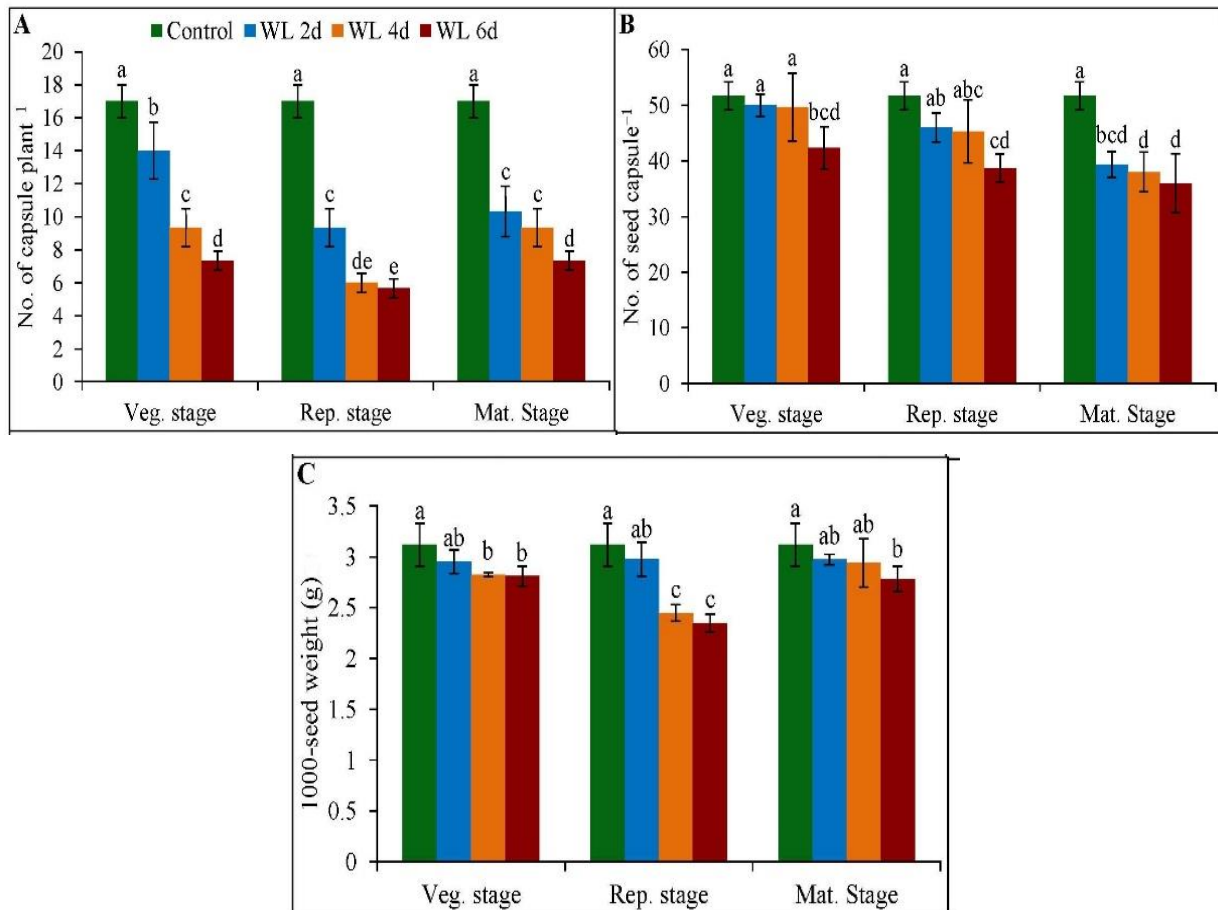 A
Control WL 2d WL 4d WL 6d
No. of capsule plant ¹
20
18
16
14
12
10
8
6
4
2
0
a
b
c
d
a
c
de
e
a
c
c
d
Veg. stage Rep. stage Mat. Stage
B
No. of seed capsule⁻¹
60
50
40
30
20
10
0
a
a
a
bcd
a
ab
abc
cd
a
bcd
d
d
Veg. stage Rep. stage Mat. Stage
C
1000-seed weight (g)
3.5
3
2.5
2
1.5
1
0.5
0
a
ab
b
b
a
ab
c
c
a
ab
ab
b
Veg. stage Rep. stage Mat. Stage